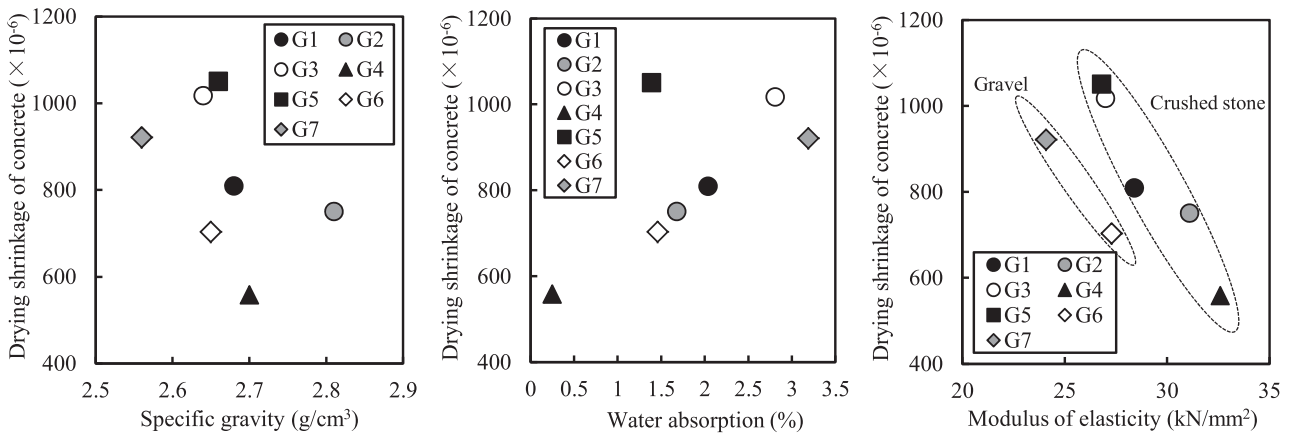 Drying shrinkage of concrete (×10⁻⁶)
1200
1000
800
600
400
2.5 2.6 2.7 2.8 2.9
Specific gravity (g/cm³)
G1 G2
G3 G4
G5 G6
G7
Drying shrinkage of concrete (×10⁻⁶)
1200
1000
800
600
400
0 0.5 1 1.5 2 2.5 3 3.5
Water absorption (%)
G1
G2
G3
G4
G5
G6
G7
Drying shrinkage of concrete (×10⁻⁶)
1200
1000
800
600
400
20 25 30 35
Modulus of elasticity (kN/mm²)
Gravel
Crushed stone
G1 G2
G3 G4
G5 G6
G7